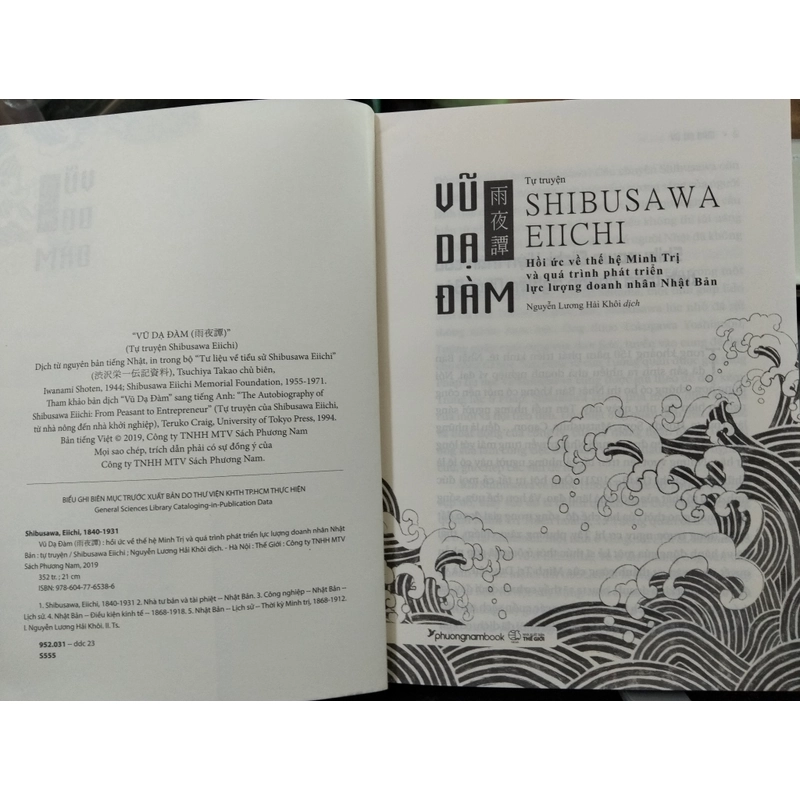 "VŨ DẠ ĐÀM (雨夜譚)"
(Tự truyện Shibusawa Eiichi)
Dịch từ nguyên bản tiếng Nhật, in trong bộ "Tư liệu về tiểu sử Shibusawa Eiichi"
(渋沢栄一伝記資料), Tsuchiya Takao chủ biên,
Iwanami Shoten, 1944; Shibusawa Eiichi Memorial Foundation, 1955-1971.
Tham khảo bản dịch "Vũ Dạ Đàm" sang tiếng Anh: "The Autobiography of
Shibusawa Eiich: From Peasant to Entrepreneur" (Tự truyện của Shibusawa Eiichi,
từ nhà nông đến nhà khởi nghiệp), Teruko Craig, University of Tokyo Press, 1994.
Bản tiếng Việt © 2019, Công ty TNHH MTV Sách Phương Nam
Mọi sao chép, trích dẫn phải có sự đồng ý của
Công ty TNHH MTV Sách Phương Nam.
BIỂU GHI BIÊN MỤC TRƯỚC XUẤT BẢN DO THƯ VIỆN KHTH TP.HCM THỰC HIỆN
General Sciences Library Cataloging-in-Publication Data
Shibusawa, Eiichi, 1840-1931
Vũ Dạ Đàm (雨夜譚) : hồi ức về thế hệ Minh Trị và quá trình phát triển lực lượng doanh nhân Nhật
Bản : tự truyện / Shibusawa Eiichi ; Nguyễn Lương Hải Khôi dịch. - Hà Nội : Thế Giới : Công ty TNHH MTV
Sách Phương Nam, 2019
352 tr. ; 21 cm
ISBN: 978-604-77-6538-6
1. Shibusawa, Eiichi, 1840-1931 2. Nhà tư bản và tài phiệt -- Nhật Bản. 3. Công nghiệp -- Nhật Bản --
Lịch sử. 4. Nhật Bản -- Điều kiện kinh tế -- 1868-1918. 5. Nhật Bản -- Lịch sử -- Thời kỳ Minh trị, 1868-1912.
I. Nguyễn Lương Hải Khôi. II. Ts.
952.031 -- ddc 23
S555
VŨ
DẠ
ĐÀM
雨夜譚
Tự truyện
SHIBUSAWA
EIICHI
Hồi ức về thế hệ Minh Trị
và quá trình phát triển
lực lượng doanh nhân Nhật Bản
Nguyễn Lương Hải Khôi dịch
phuongnambook
THẾ GIỚI